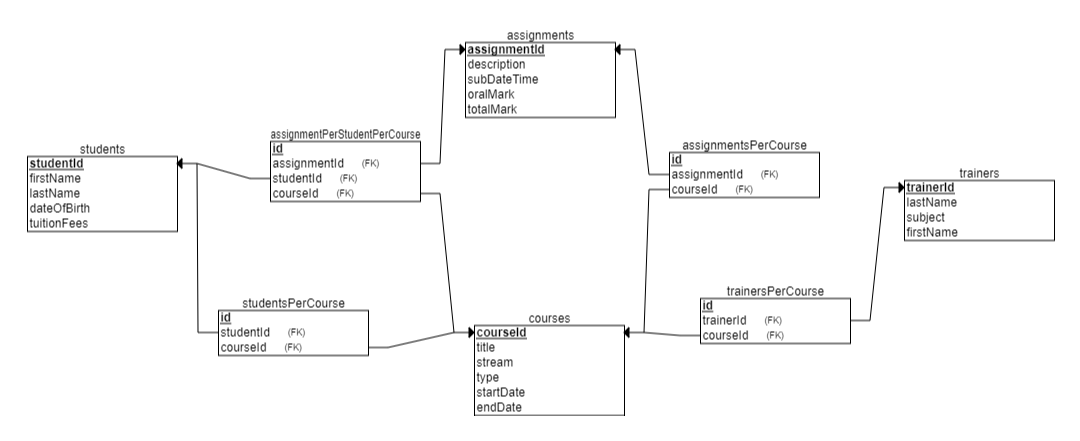 assignments
assignmentId
description
subDateTime
oralMark
totalMark
assignmentPerStudentPerCourse
id
assignmentId (FK)
studentId (FK)
courseId (FK)
students
studentId
firstName
lastName
dateOfBirth
tuitionFees
assignmentsPerCourse
id
assignmentId (FK)
courseId (FK)
trainers
trainerId
lastName
subject
firstName
studentsPerCourse
id
studentId (FK)
courseId (FK)
courses
courseId
title
stream
type
startDate
endDate
trainersPerCourse
id
trainerId (FK)
courseId (FK)